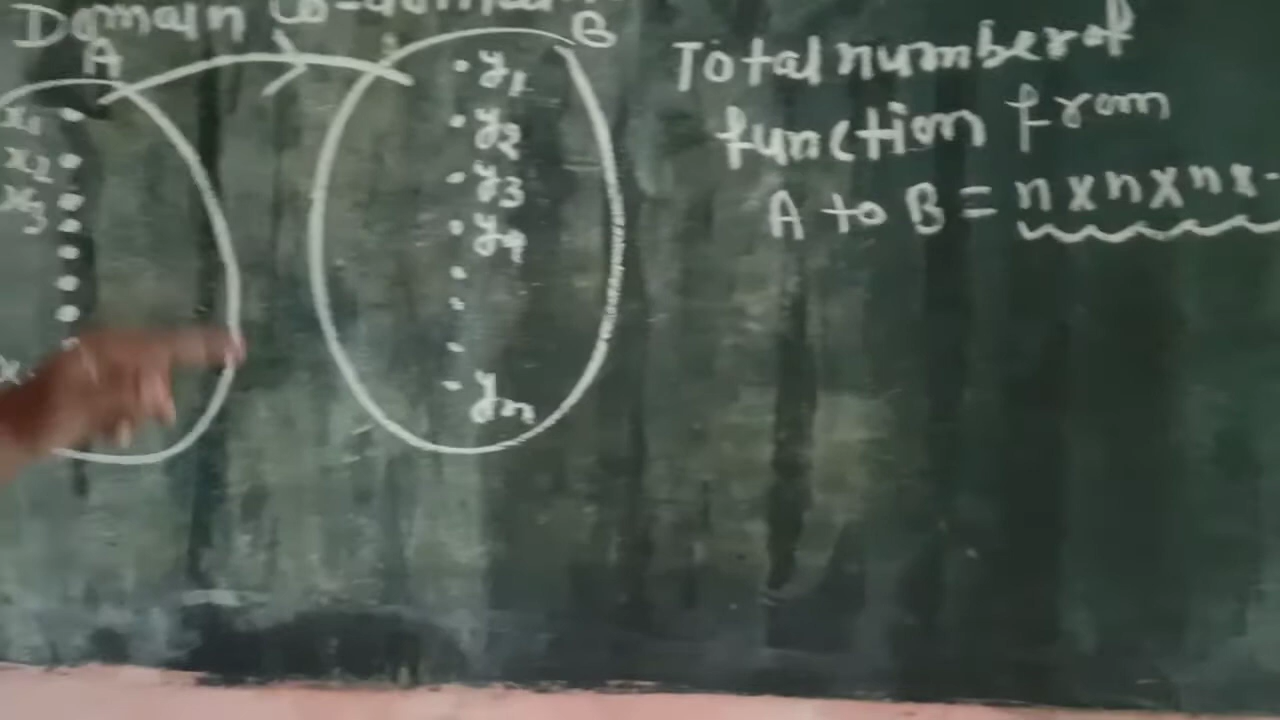 Domain Co-domain
A
B
x1
x2
x3
y1
y2
y3
y4
yn
Total number of
function from
A to B = n×n×n×-